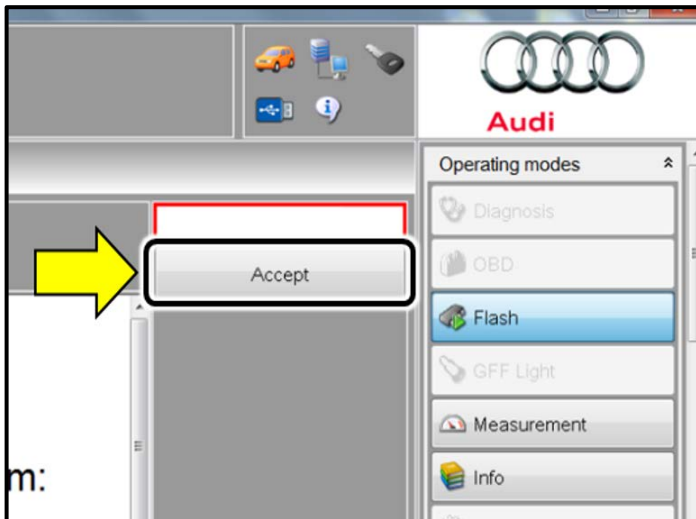 Audi
Operating modes
Diagnosis
OBD
Accept
Flash
GFF Light
Measurement
Info
m: